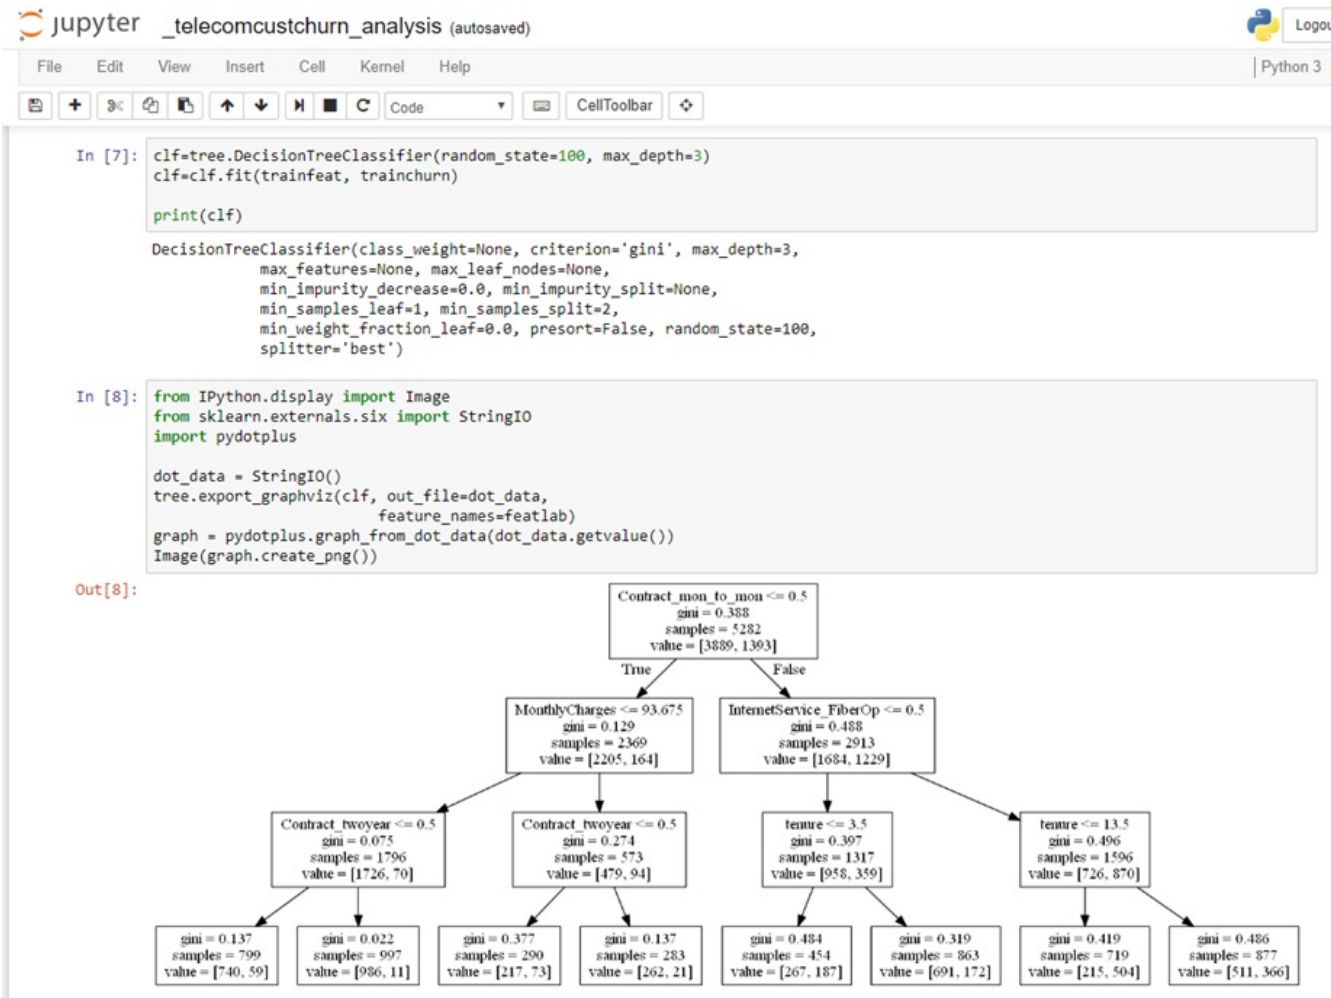 jupyter _telecomcustchurn_analysis (autosaved)
Logou
File Edit View Insert Cell Kernel Help
Python 3
Code CellToolbar
In [7]: clf=tree.DecisionTreeClassifier(random_state=100, max_depth=3)
clf=clf.fit(trainfeat, trainchurn)
print(clf)
DecisionTreeClassifier(class_weight=None, criterion='gini', max_depth=3,
max_features=None, max_leaf_nodes=None,
min_impurity_decrease=0.0, min_impurity_split=None,
min_samples_leaf=1, min_samples_split=2,
min_weight_fraction_leaf=0.0, presort=False, random_state=100,
splitter='best')
In [8]: from IPython.display import Image
from sklearn.externals.six import StringIO
import pydotplus
dot_data = StringIO()
tree.export_graphviz(clf, out_file=dot_data,
feature_names=featlab)
graph = pydotplus.graph_from_dot_data(dot_data.getvalue())
Image(graph.create_png())
Out[8]:
Contract_mon_to_mon <= 0.5
gini = 0.388
samples = 5282
value = [3889, 1393]
True
False
MonthlyCharges <= 93.675
gini = 0.129
samples = 2369
value = [2205, 164]
InternetService_FiberOp <= 0.5
gini = 0.488
samples = 2913
value = [1684, 1229]
Contract_twoyear <= 0.5
gini = 0.075
samples = 1796
value = [1726, 70]
Contract_twoyear <= 0.5
gini = 0.274
samples = 573
value = [479, 94]
tenure <= 3.5
gini = 0.397
samples = 1317
value = [958, 359]
tenure <= 13.5
gini = 0.496
samples = 1596
value = [726, 870]
gini = 0.137
samples = 799
value = [740, 59]
gini = 0.022
samples = 997
value = [986, 11]
gini = 0.377
samples = 290
value = [217, 73]
gini = 0.137
samples = 283
value = [262, 21]
gini = 0.484
samples = 454
value = [267, 187]
gini = 0.319
samples = 863
value = [691, 172]
gini = 0.419
samples = 719
value = [215, 504]
gini = 0.486
samples = 877
value = [511, 366]